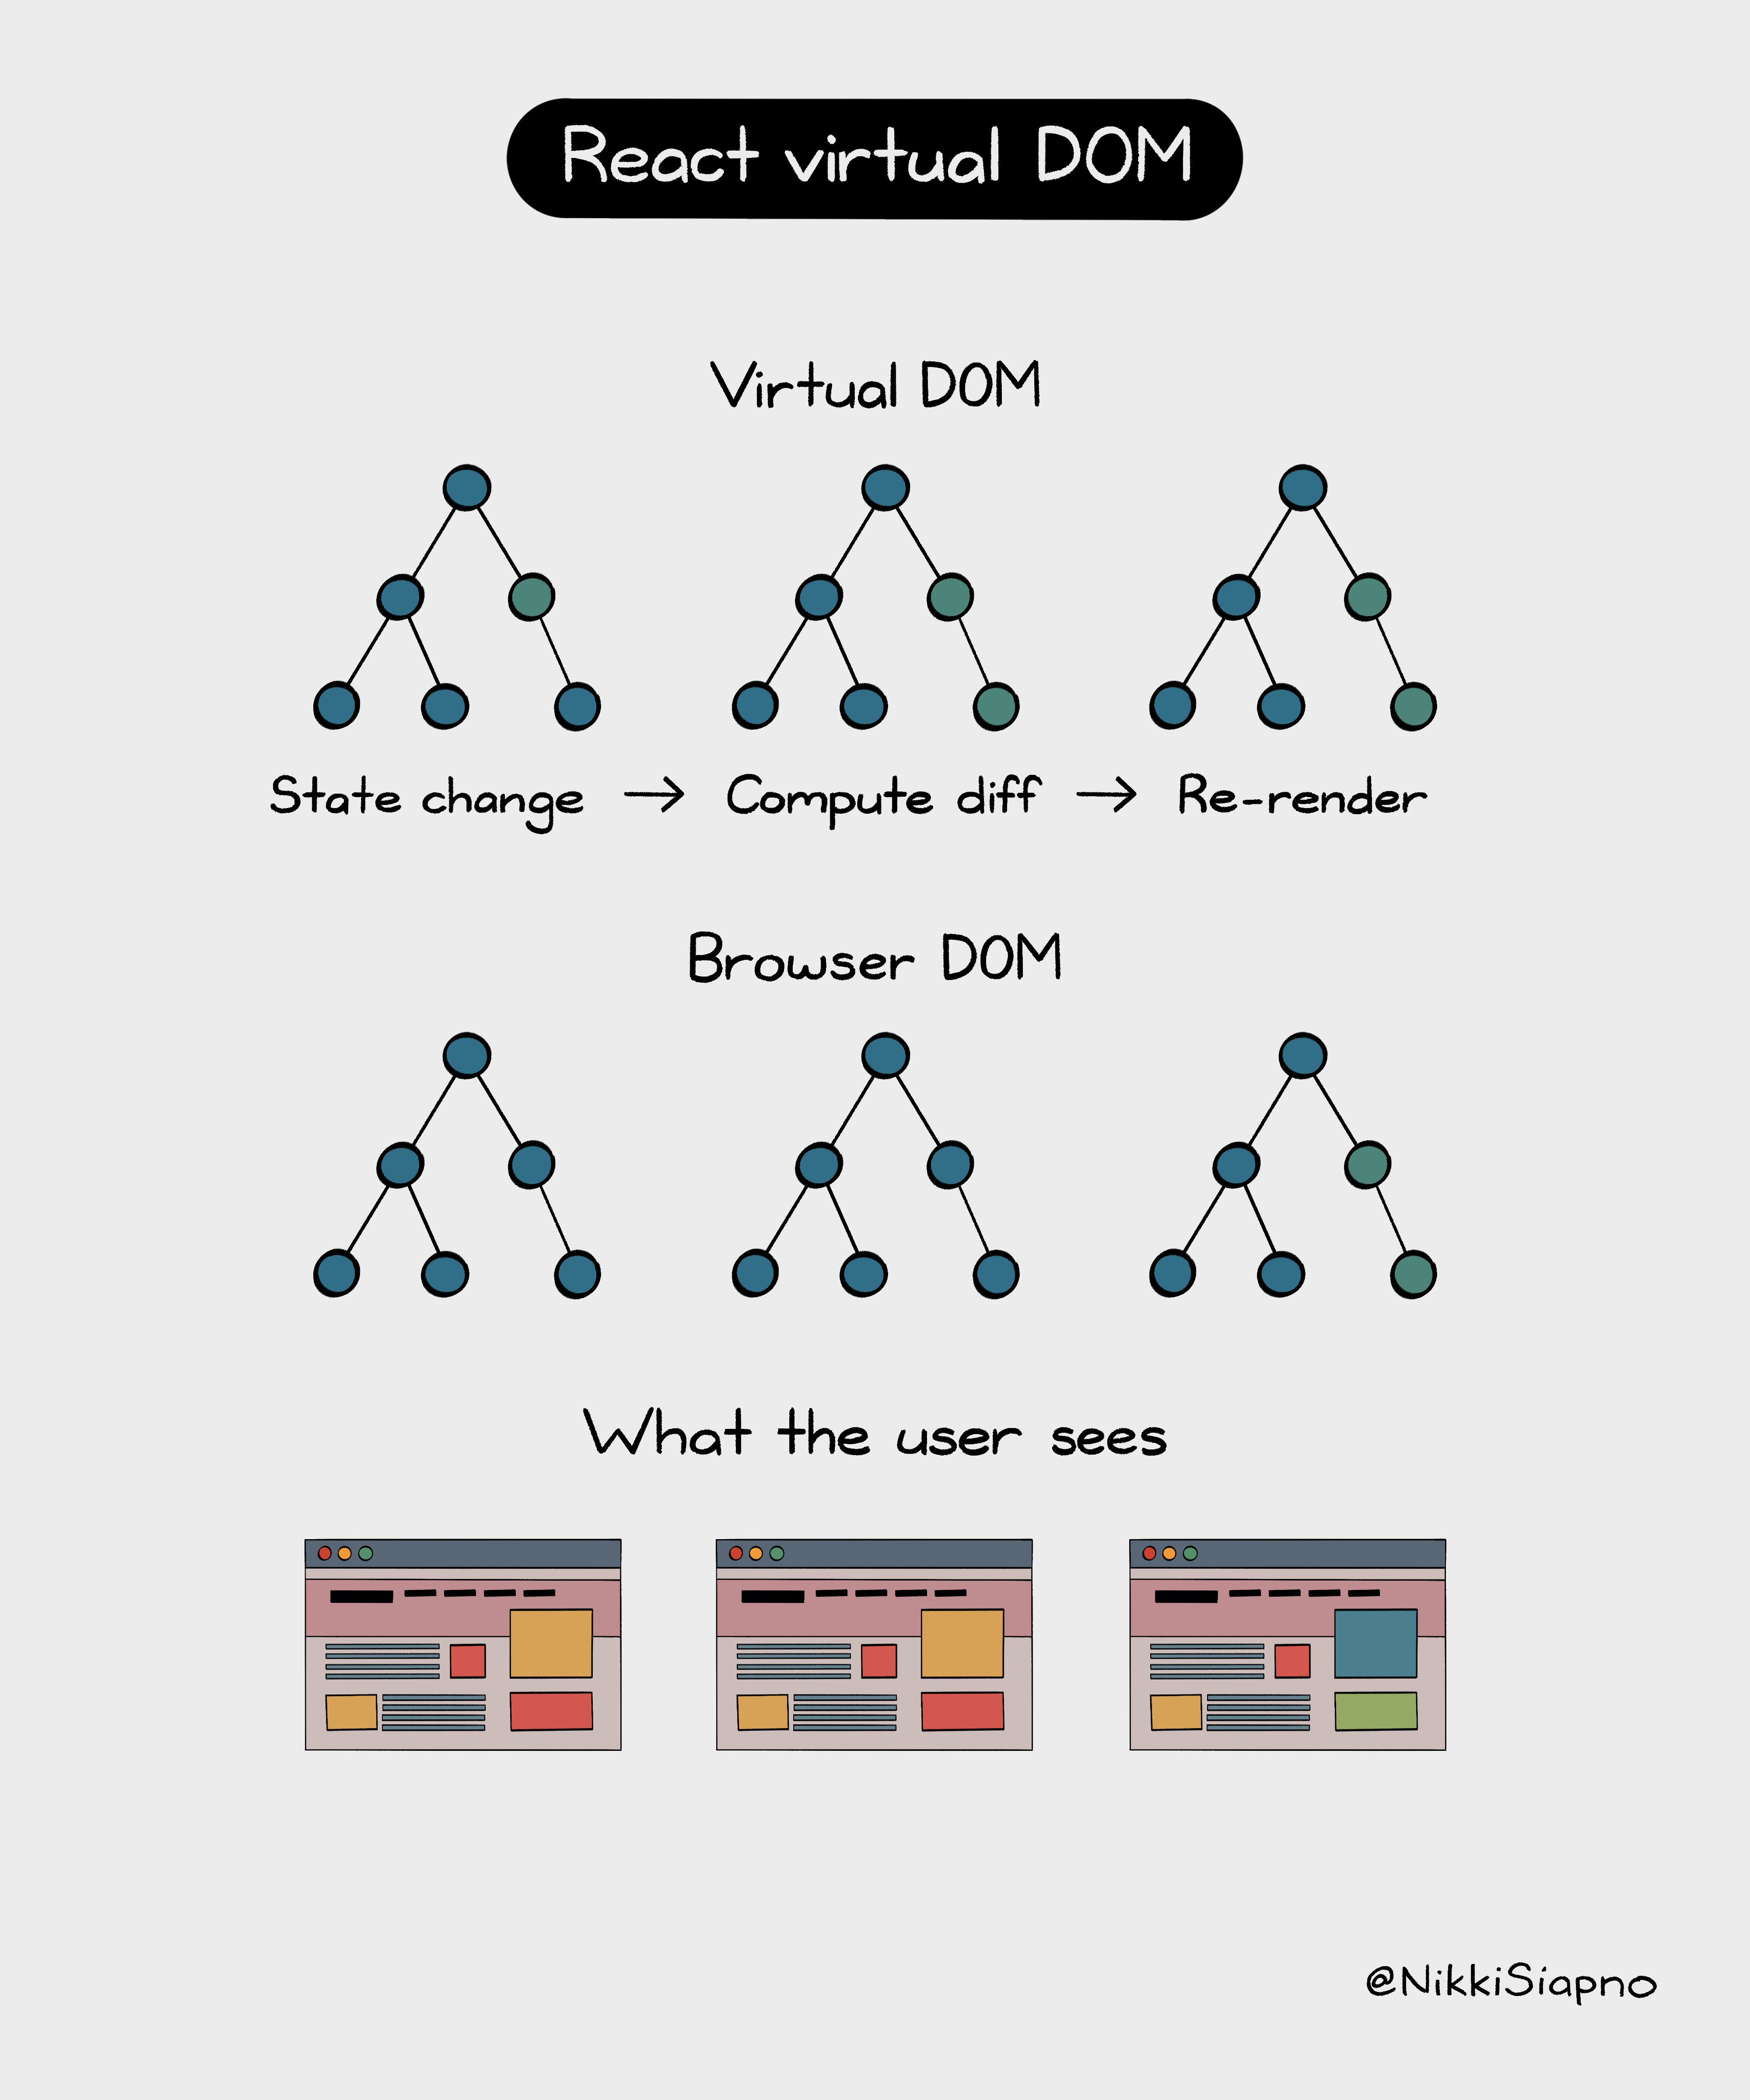 React virtual DOM
Virtual DOM
State change → Compute diff → Re-render
Browser DOM
What the user sees
@NikkiSiapno